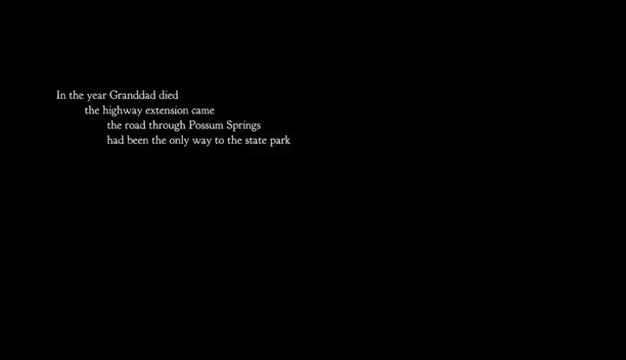 In the year Granddad died
the highway extension came
the road through Possum Springs
had been the only way to the state park